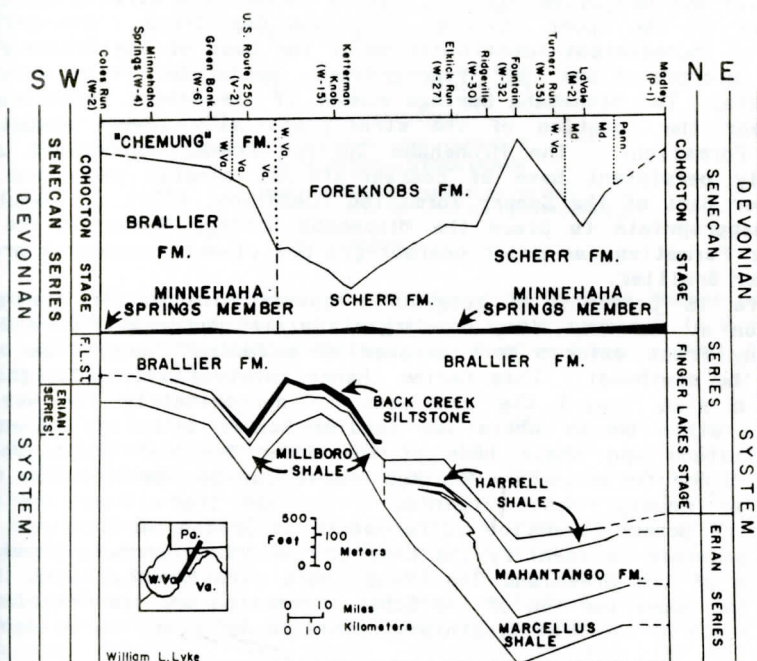 SW
NE
Coles Run (W-2)
Minnehaha Springs (W-4)
Green Bank (W-6)
U.S. Route 250 (V-2)
Ketterman Knob (W-15)
Elklick Run (W-27)
Ridgeville (W-30)
Fountain (W-32)
Turners Run (W-35)
LaVale (M-2)
Madley (P-1)
"CHEMUNG" FM.
W. Va.
Va.
Va.
W. Va.
W. Va.
Md.
Md.
Penn.
FOREKNOBS FM.
BRALLIER
FM.
SCHERR FM.
SCHERR FM.
MINNEHAHA
SPRINGS MEMBER
MINNEHAHA
SPRINGS MEMBER
BRALLIER FM.
BRALLIER FM.
BACK CREEK
SILTSTONE
MILLBORO
SHALE
HARRELL
SHALE
MAHANTANGO FM.
MARCELLUS
SHALE
DEVONIAN SYSTEM
SENECAN SERIES
COHOCTON STAGE
F.L. ST.
ERIAN
SERIES
COHOCTON STAGE
FINGER LAKES STAGE
SENECAN SERIES
ERIAN SERIES
DEVONIAN SYSTEM
Pa.
W.Va
Va.
500
100
Feet
Meters
0 0
0 10
Miles
Kilometers
0 10
William L. Lyke